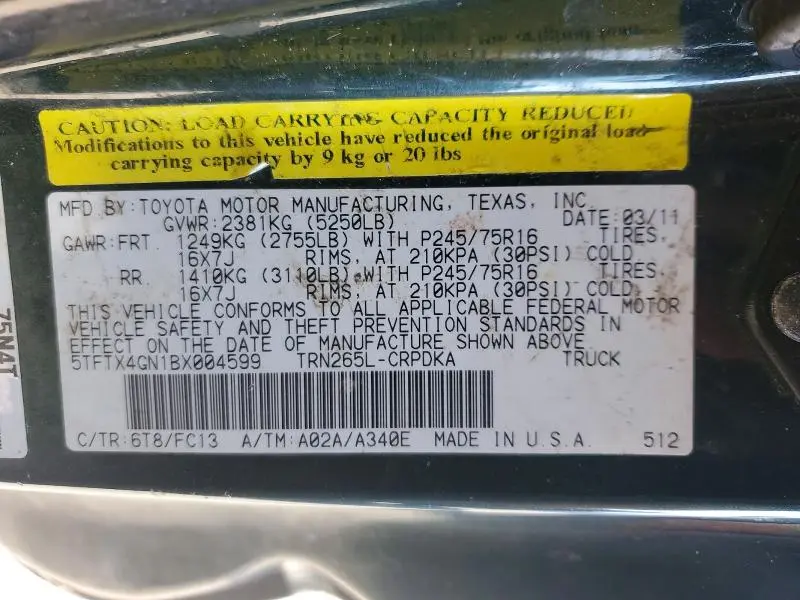 CAUTION: LOAD CARRYING CAPACITY REDUCED
Modifications to this vehicle have reduced the original load
carrying capacity by 9 kg or 20 lbs
MFD BY: TOYOTA MOTOR MANUFACTURING, TEXAS, INC.
GVWR: 2381KG (5250LB) DATE: 03/11
GAWR: FRT 1249KG (2755LB) WITH P245/75R16 TIRES,
16X7J RIMS, AT 210KPA (30PSI) COLD
RR 1410KG (3110LB) WITH P245/75R16 TIRES,
16X7J RIMS, AT 210KPA (30PSI) COLD
THIS VEHICLE CONFORMS TO ALL APPLICABLE FEDERAL MOTOR
VEHICLE SAFETY AND THEFT PREVENTION STANDARDS IN
EFFECT ON THE DATE OF MANUFACTURE SHOWN ABOVE
5TFTX4GN1BX004599 TRN265L-CRPDKA TRUCK
C/TR: 6T8/FC13 A/TM: A02A/A340E MADE IN U.S.A. 512
75N4T